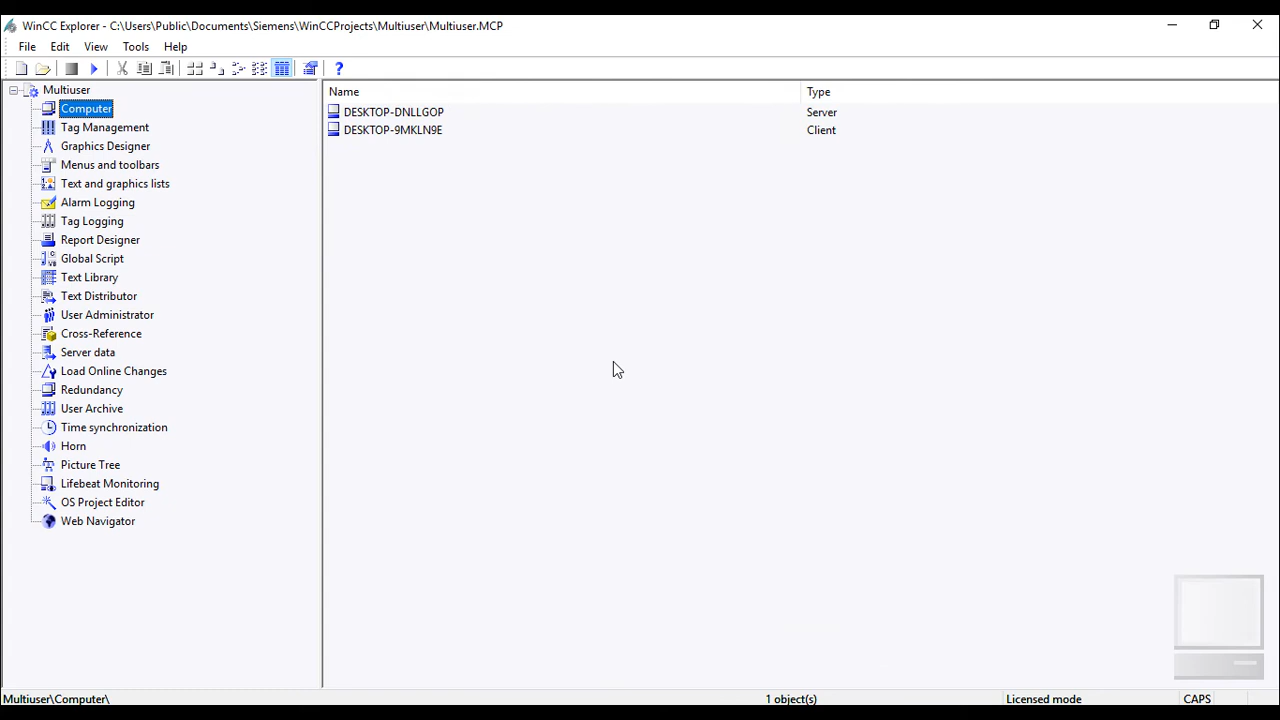 WinCC Explorer - C:\Users\Public\Documents\Siemens\WinCCProjects\Multiuser\Multiuser.MCP
File Edit View Tools Help
Multiuser
Computer
Tag Management
Graphics Designer
Menus and toolbars
Text and graphics lists
Alarm Logging
Tag Logging
Report Designer
Global Script
Text Library
Text Distributor
User Administrator
Cross-Reference
Server data
Load Online Changes
Redundancy
User Archive
Time synchronization
Horn
Picture Tree
Lifebeat Monitoring
OS Project Editor
Web Navigator
Name Type
DESKTOP-DNLLGOP Server
DESKTOP-9MKLN9E Client
Multiuser\Computer\ 1 object(s) Licensed mode CAPS